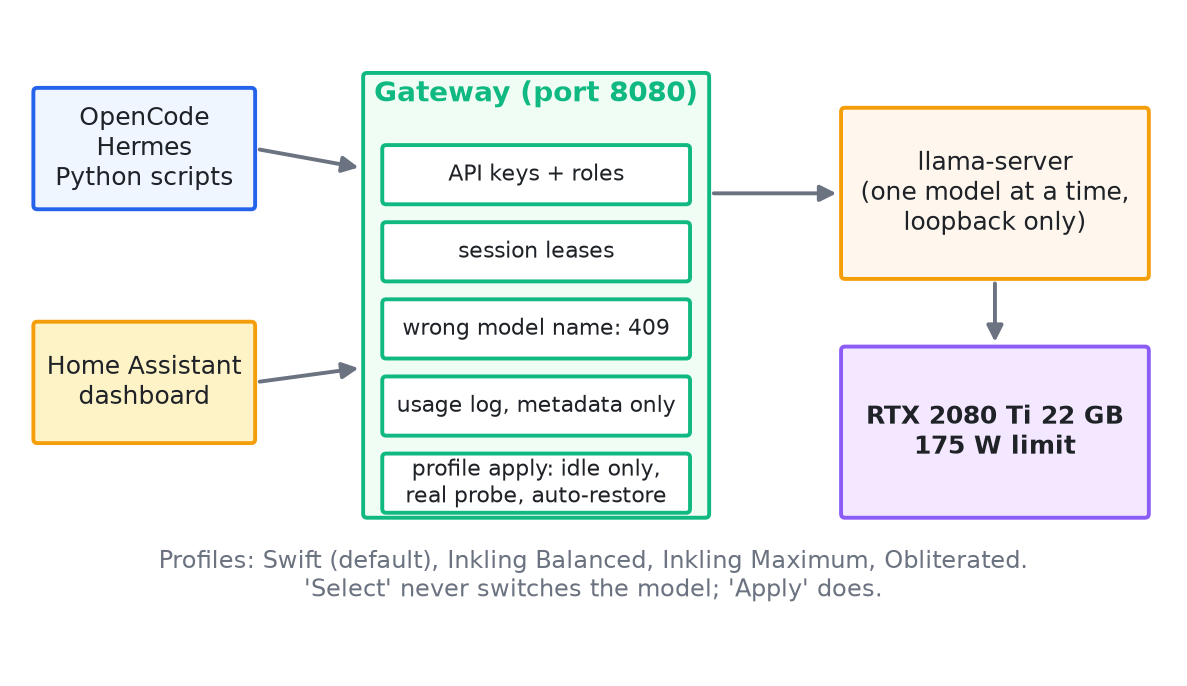 OpenCode
Hermes
Python scripts
Home Assistant
dashboard
Gateway (port 8080)
API keys + roles
session leases
wrong model name: 409
usage log, metadata only
profile apply: idle only,
real probe, auto-restore
llama-server
(one model at a time,
loopback only)
RTX 2080 Ti 22 GB
175 W limit
Profiles: Swift (default), Inkling Balanced, Inkling Maximum, Obliterated.
'Select' never switches the model; 'Apply' does.